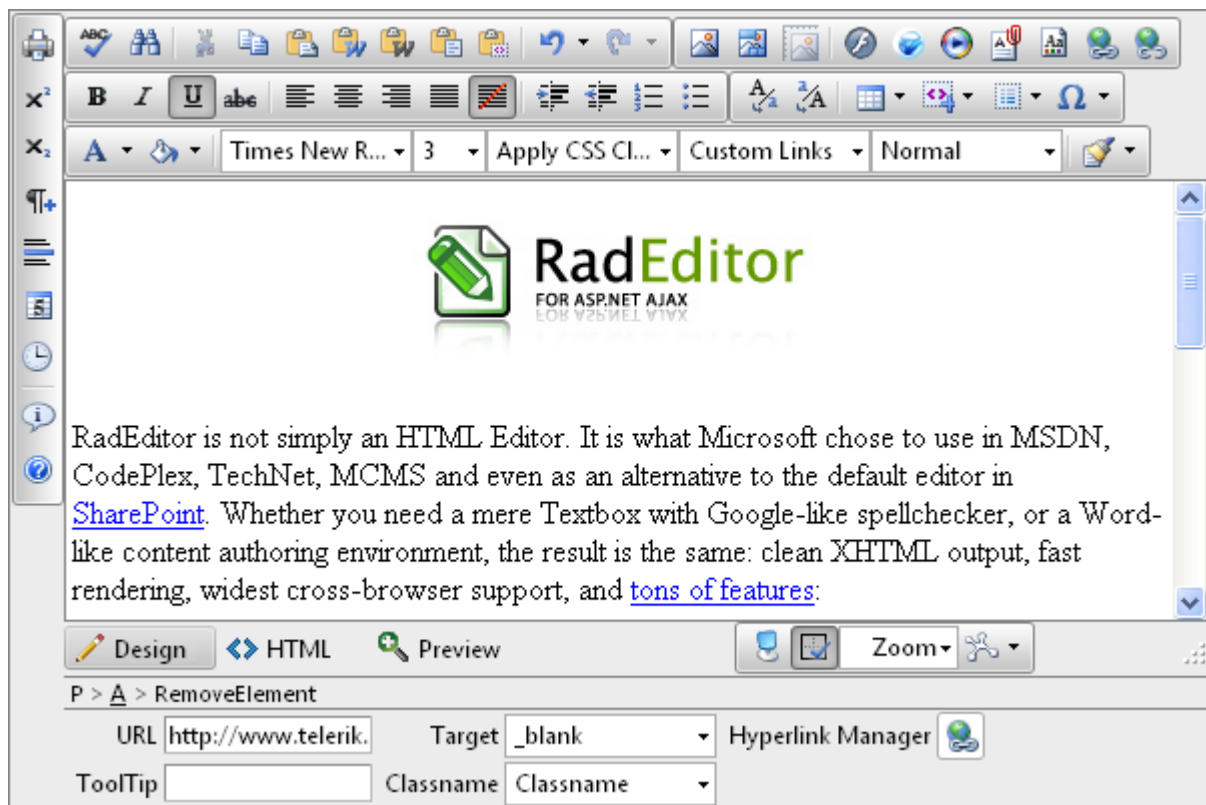 ABC
B I U abc
Times New R... 3 Apply CSS Cl... Custom Links Normal
RadEditor
FOR ASP.NET AJAX
RadEditor is not simply an HTML Editor. It is what Microsoft chose to use in MSDN,
CodePlex, TechNet, MCMS and even as an alternative to the default editor in
SharePoint. Whether you need a mere Textbox with Google-like spellchecker, or a Word-
like content authoring environment, the result is the same: clean XHTML output, fast
rendering, widest cross-browser support, and tons of features:
Design HTML Preview Zoom
P > A > RemoveElement
URL http://www.telerik. Target _blank Hyperlink Manager
ToolTip Classname Classname